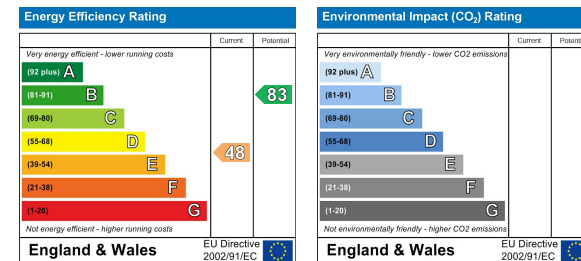 Energy Efficiency Rating
Current Potential
Very energy efficient - lower running costs
(92 plus) A
(81-91) B
83
(69-80) C
(55-68) D
48
(39-54) E
(21-38) F
(1-20) G
Not energy efficient - higher running costs
England & Wales
EU Directive
2002/91/EC
Environmental Impact (CO₂) Rating
Current Potential
Very environmentally friendly - lower CO2 emissions
(92 plus) A
(81-91) B
(69-80) C
(55-68) D
(39-54) E
(21-38) F
(1-20) G
Not environmentally friendly - higher CO2 emissions
England & Wales
EU Directive
2002/91/EC